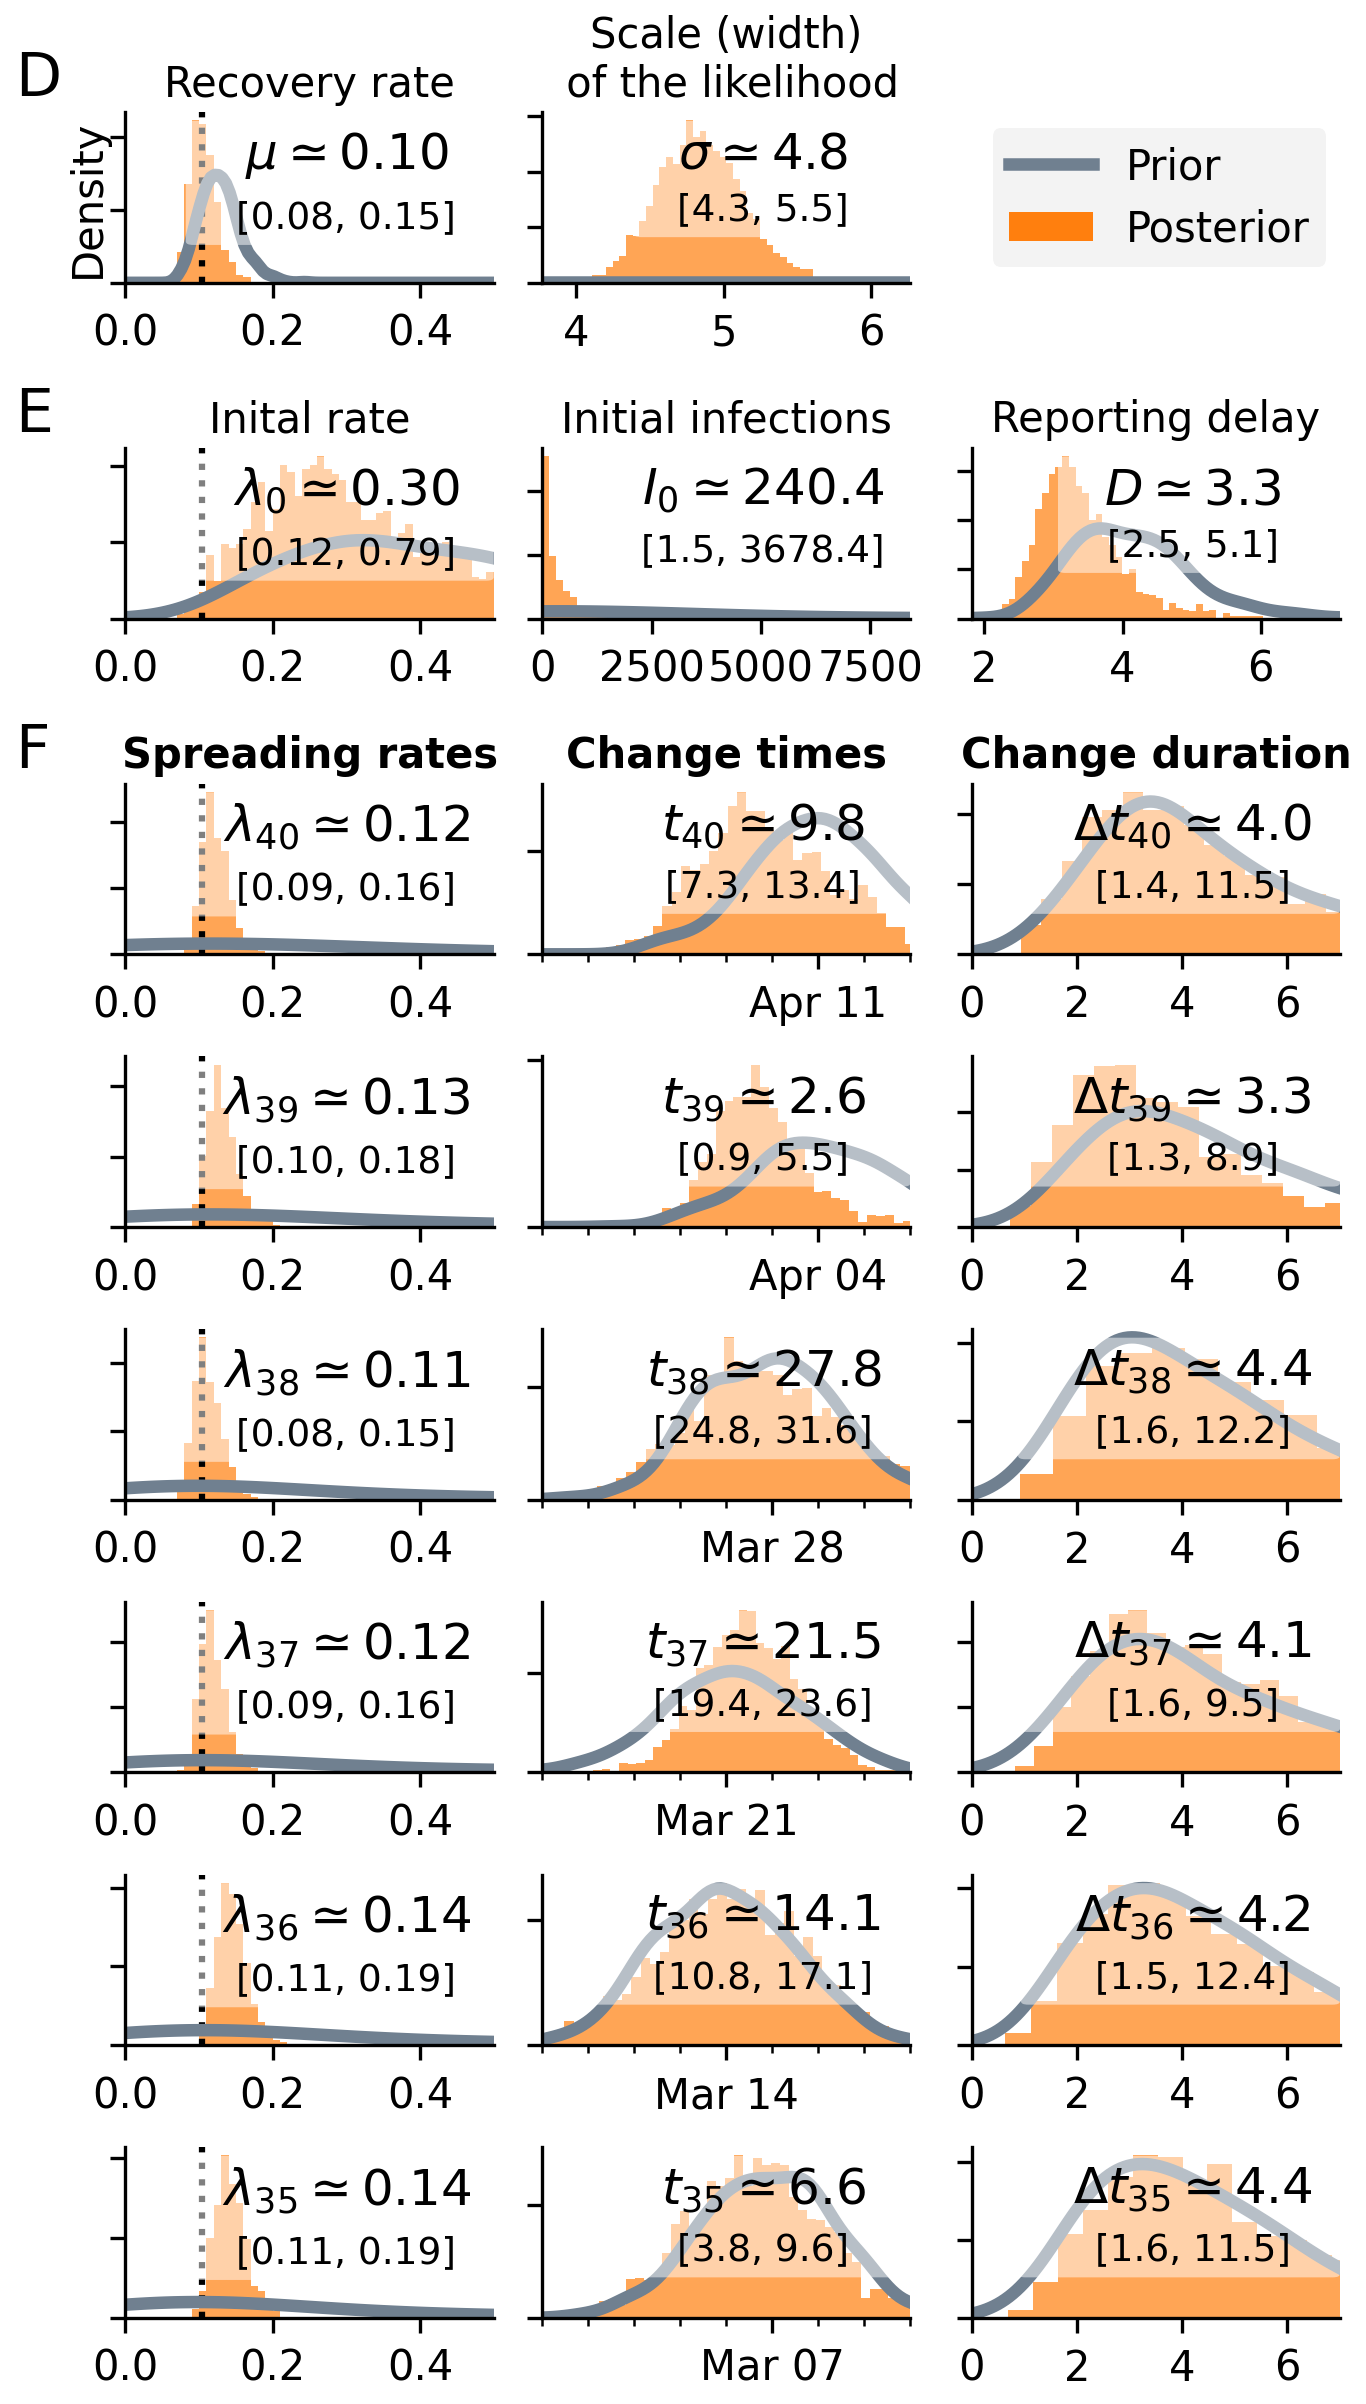 D
Recovery rate
Scale (width)
of the likelihood
Density
μ ≃ 0.10
[0.08, 0.15]
0.0 0.2 0.4
σ ≃ 4.8
[4.3, 5.5]
4 5 6
Prior
Posterior
E
Inital rate
λ₀ ≃ 0.30
[0.12, 0.79]
0.0 0.2 0.4
Initial infections
I₀ ≃ 240.4
[1.5, 3678.4]
0 2500 5000 7500
Reporting delay
D ≃ 3.3
[2.5, 5.1]
2 4 6
F
Spreading rates
Change times
Change duration
λ₄₀ ≃ 0.12
[0.09, 0.16]
0.0 0.2 0.4
t₄₀ ≃ 9.8
[7.3, 13.4]
Apr 11
Δt₄₀ ≃ 4.0
[1.4, 11.5]
0 2 4 6
λ₃₉ ≃ 0.13
[0.10, 0.18]
0.0 0.2 0.4
t₃₉ ≃ 2.6
[0.9, 5.5]
Apr 04
Δt₃₉ ≃ 3.3
[1.3, 8.9]
0 2 4 6
λ₃₈ ≃ 0.11
[0.08, 0.15]
0.0 0.2 0.4
t₃₈ ≃ 27.8
[24.8, 31.6]
Mar 28
Δt₃₈ ≃ 4.4
[1.6, 12.2]
0 2 4 6
λ₃₇ ≃ 0.12
[0.09, 0.16]
0.0 0.2 0.4
t₃₇ ≃ 21.5
[19.4, 23.6]
Mar 21
Δt₃₇ ≃ 4.1
[1.6, 9.5]
0 2 4 6
λ₃₆ ≃ 0.14
[0.11, 0.19]
0.0 0.2 0.4
t₃₆ ≃ 14.1
[10.8, 17.1]
Mar 14
Δt₃₆ ≃ 4.2
[1.5, 12.4]
0 2 4 6
λ₃₅ ≃ 0.14
[0.11, 0.19]
0.0 0.2 0.4
t₃₅ ≃ 6.6
[3.8, 9.6]
Mar 07
Δt₃₅ ≃ 4.4
[1.6, 11.5]
0 2 4 6